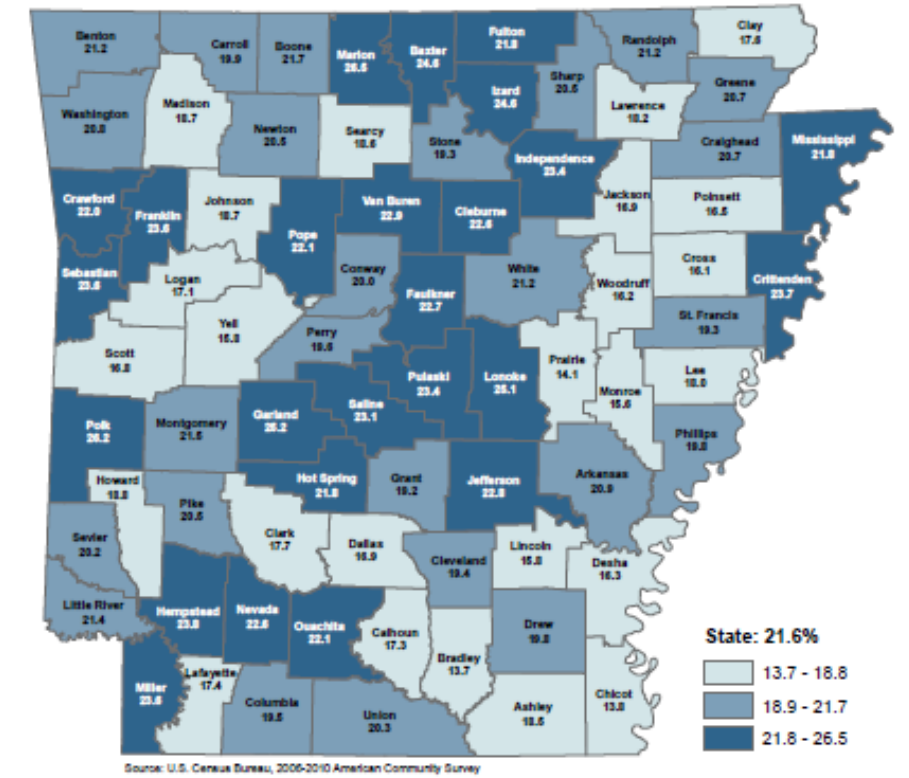 Benton
21.2
Carroll
19.9
Boone
21.7
Marion
26.5
Baxter
24.6
Fulton
21.8
Randolph
21.2
Clay
17.6
Washington
20.8
Madison
18.7
Newton
20.5
Searcy
18.6
Stone
19.3
Izard
24.6
Sharp
20.5
Lawrence
18.2
Greene
20.7
Independence
23.4
Craighead
20.7
Mississippi
21.8
Crawford
22.0
Franklin
23.6
Johnson
18.7
Pope
22.1
Van Buren
22.9
Cleburne
22.6
Jackson
16.9
Poinsett
16.5
Sebastian
23.6
Logan
17.1
Conway
20.0
Faulkner
22.7
White
21.2
Woodruff
16.2
Cross
16.1
Crittenden
23.7
Scott
16.8
Yell
15.8
Perry
19.6
St. Francis
19.3
Pulaski
23.4
Lonoke
25.1
Prairie
14.1
Monroe
15.6
Lee
18.0
Polk
26.2
Montgomery
21.5
Garland
25.2
Saline
23.1
Phillips
19.8
Howard
18.8
Pike
20.5
Hot Spring
21.8
Grant
19.2
Jefferson
22.8
Arkansas
20.9
Sevier
20.2
Clark
17.7
Dallas
16.9
Cleveland
19.4
Lincoln
15.8
Desha
16.3
Little River
21.4
Hempstead
23.8
Nevada
22.6
Ouachita
22.1
Calhoun
17.3
Bradley
13.7
Drew
19.8
Miller
23.6
Lafayette
17.4
Columbia
19.5
Union
20.3
Ashley
18.5
Chicot
13.8
State: 21.6%
13.7 - 18.8
18.9 - 21.7
21.8 - 26.5
Source: U.S. Census Bureau, 2006-2010 American Community Survey